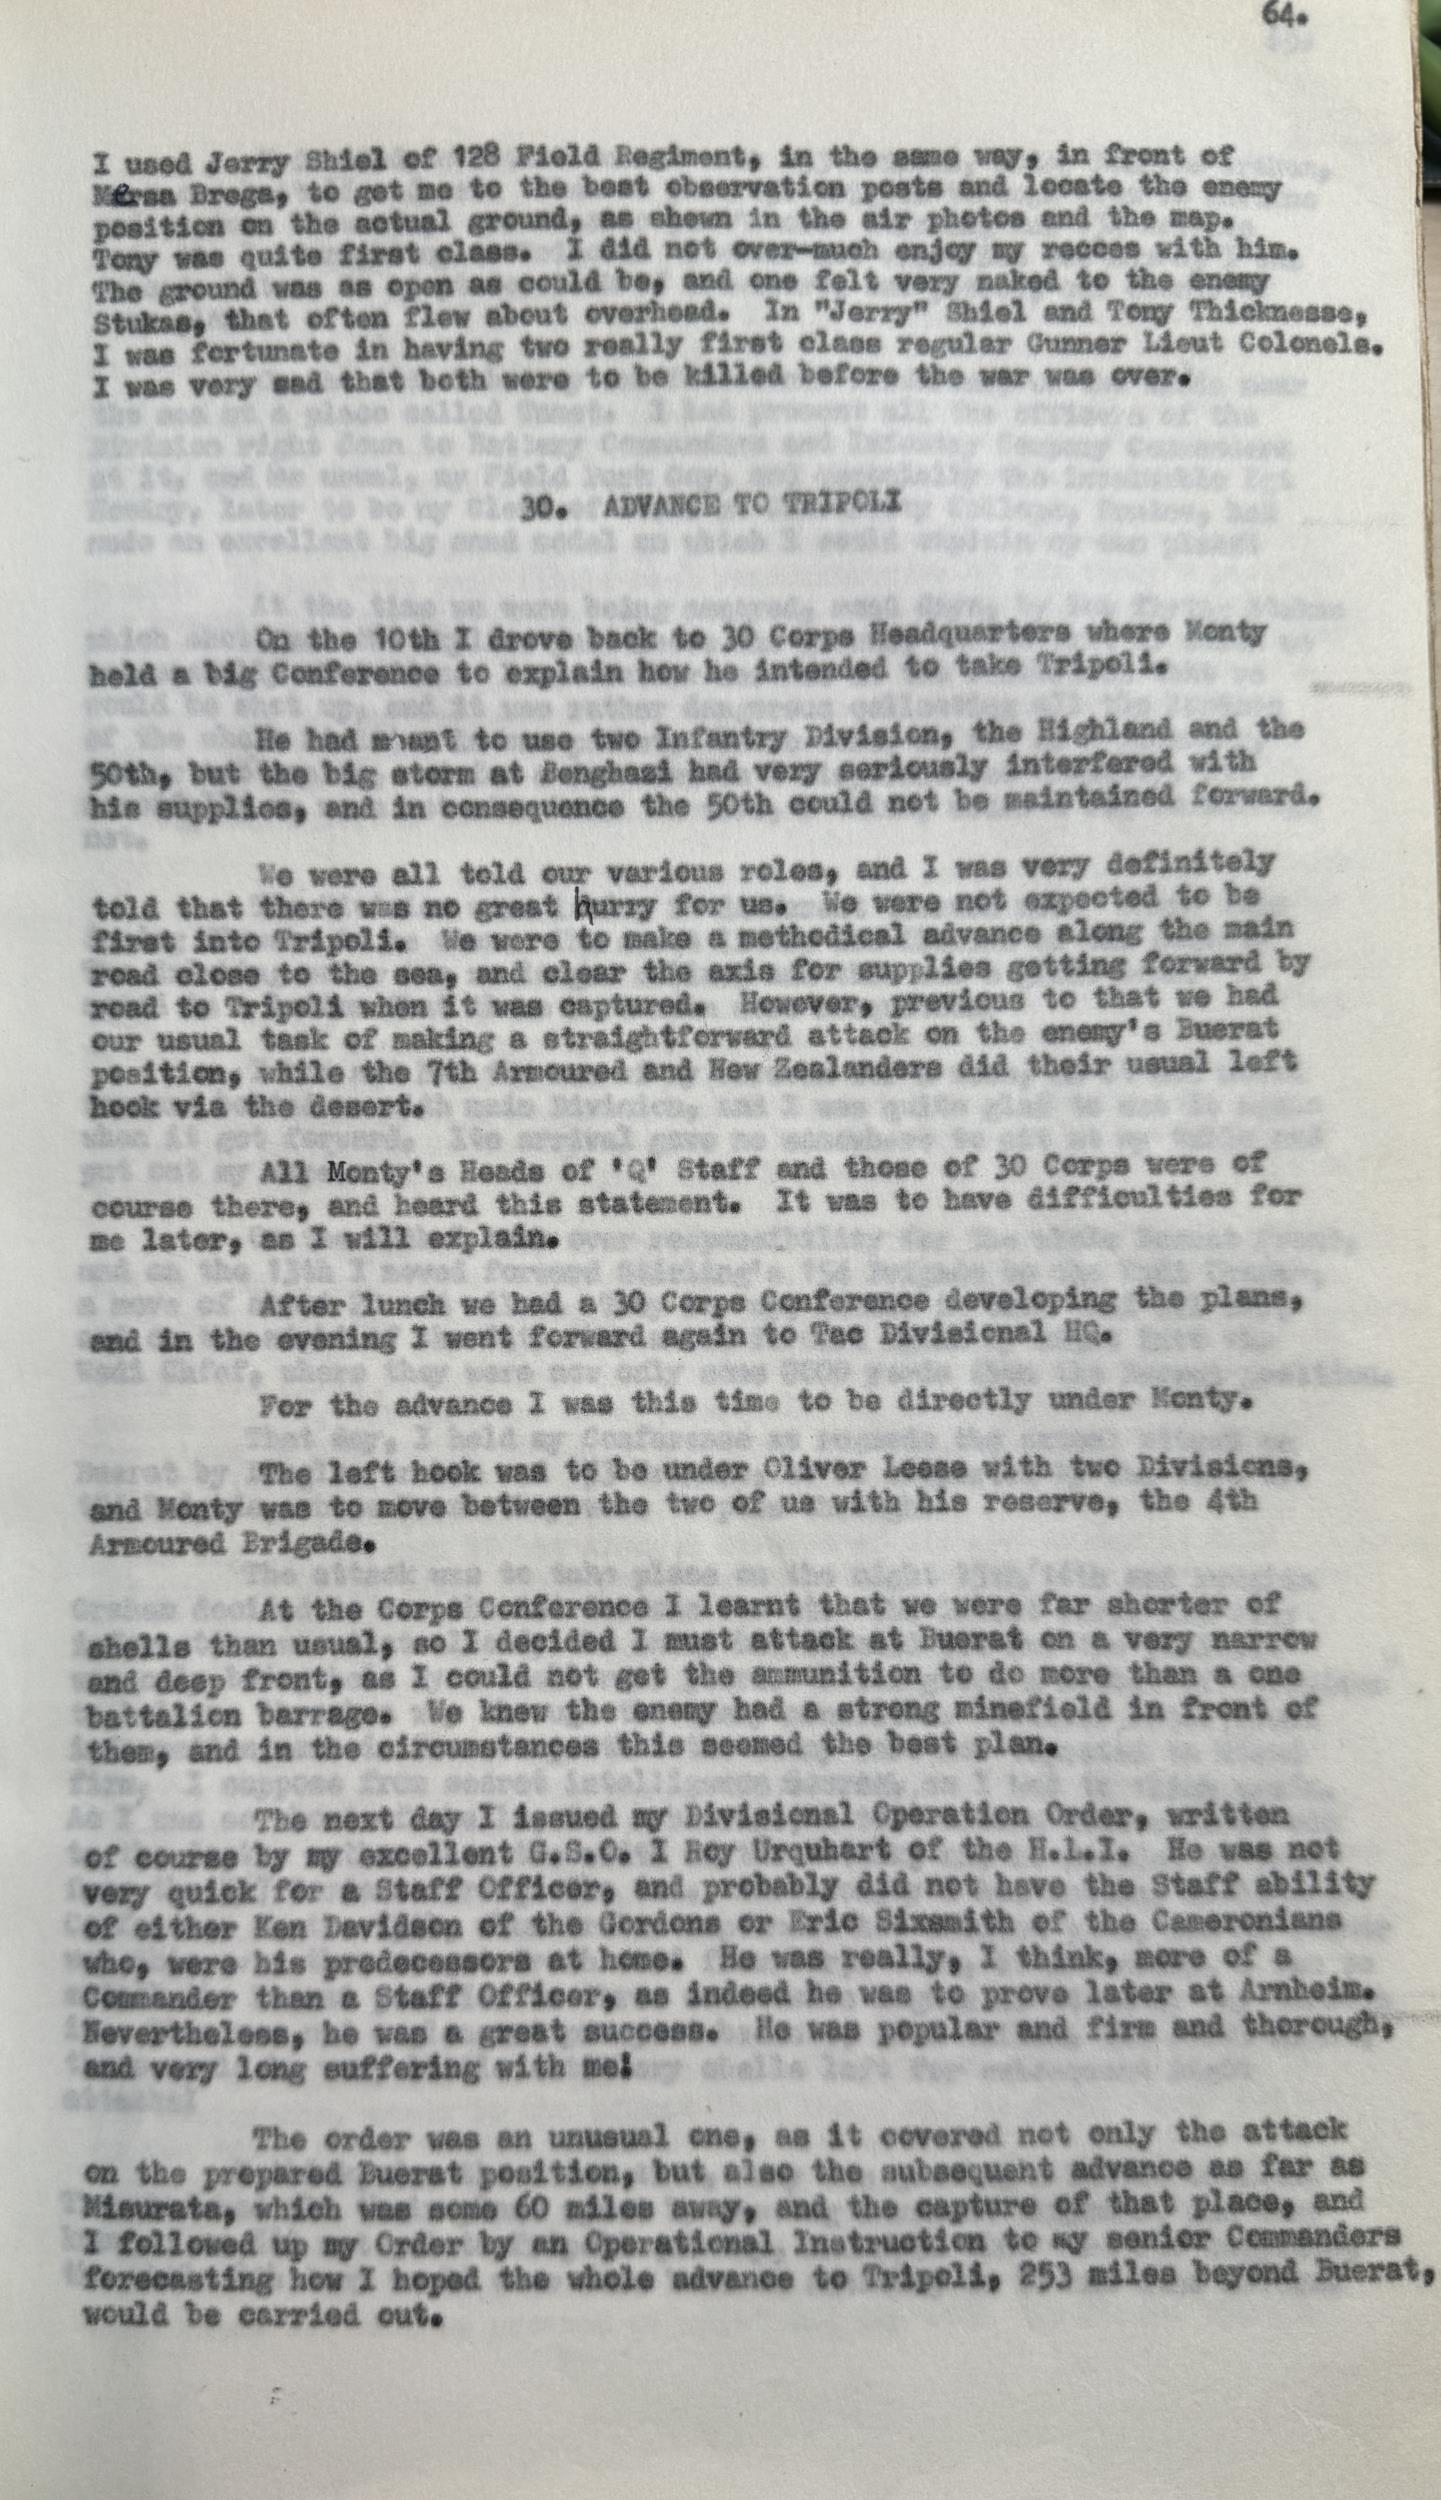 64.
I used Jerry Shiel of 128 Field Regiment, in the same way, in front of
Mersa Brega, to get me to the best observation posts and locate the enemy
position on the actual ground, as shewn in the air photos and the map.
Tony was quite first class. I did not over-much enjoy my recces with him.
The ground was as open as could be, and one felt very naked to the enemy
Stukas, that often flew about overhead. In "Jerry" Shiel and Tony Thicknesse,
I was fortunate in having two really first class regular Gunner Lieut Colonels.
I was very sad that both were to be killed before the war was over.
30. ADVANCE TO TRIPOLI
On the 10th I drove back to 30 Corps Headquarters where Monty
held a big Conference to explain how he intended to take Tripoli.
He had meant to use two Infantry Division, the Highland and the
50th, but the big storm at Benghazi had very seriously interfered with
his supplies, and in consequence the 50th could not be maintained forward.
We were all told our various roles, and I was very definitely
told that there was no great hurry for us. We were not expected to be
first into Tripoli. We were to make a methodical advance along the main
road close to the sea, and clear the axis for supplies getting forward by
road to Tripoli when it was captured. However, previous to that we had
our usual task of making a straightforward attack on the enemy's Buerat
position, while the 7th Armoured and New Zealanders did their usual left
hook via the desert.
All Monty's Heads of 'Q' Staff and those of 30 Corps were of
course there, and heard this statement. It was to have difficulties for
me later, as I will explain.
After lunch we had a 30 Corps Conference developing the plans,
and in the evening I went forward again to Tac Divisional HQ.
For the advance I was this time to be directly under Monty.
The left hook was to be under Oliver Leese with two Divisions,
and Monty was to move between the two of us with his reserve, the 4th
Armoured Brigade.
At the Corps Conference I learnt that we were far shorter of
shells than usual, so I decided I must attack at Buerat on a very narrow
and deep front, as I could not get the ammunition to do more than a one
battalion barrage. We knew the enemy had a strong minefield in front of
them, and in the circumstances this seemed the best plan.
The next day I issued my Divisional Operation Order, written
of course by my excellent G.S.O. I Roy Urquhart of the H.L.I. He was not
very quick for a Staff Officer, and probably did not have the Staff ability
of either Ken Davidson of the Gordons or Eric Sixsmith of the Cameronians
who, were his predecessors at home. He was really, I think, more of a
Commander than a Staff Officer, as indeed he was to prove later at Arnheim.
Nevertheless, he was a great success. He was popular and firm and thorough,
and very long suffering with me!
The order was an unusual one, as it covered not only the attack
on the prepared Buerat position, but also the subsequent advance as far as
Misurata, which was some 60 miles away, and the capture of that place, and
I followed up my Order by an Operational Instruction to my senior Commanders
forecasting how I hoped the whole advance to Tripoli, 253 miles beyond Buerat,
would be carried out.